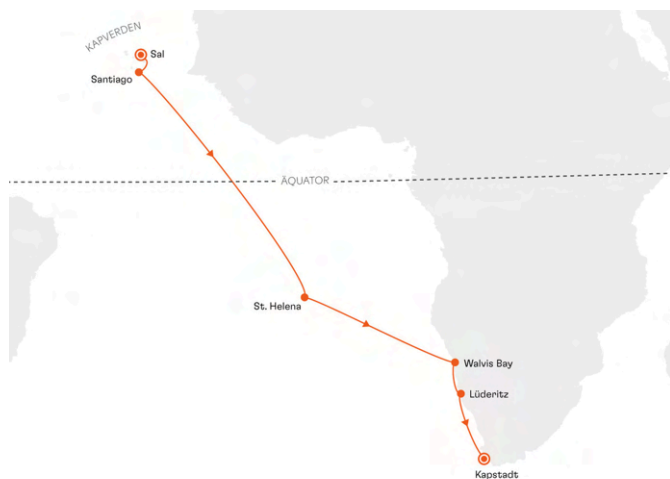 KAPVERDEN
Sal
Santiago
ÄQUATOR
St. Helena
Walvis Bay
Lüderitz
Kapstadt